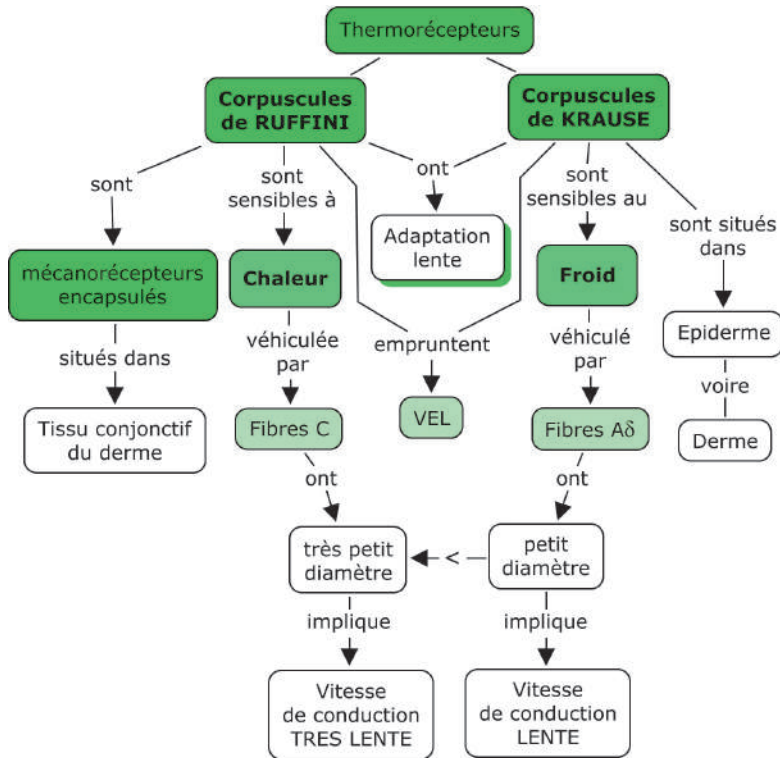 Thermorécepteurs
Corpuscules
de RUFFINI
Corpuscules
de KRAUSE
sont
sont
sensibles à
ont
sont
sensibles au
sont situés
dans
mécanorécepteurs
encapsulés
Chaleur
Adaptation
lente
Froid
situés dans
véhiculée
par
empruntent
véhiculé
par
Epiderme
voire
Tissu conjonctif
du derme
Fibres C
VEL
Fibres Aδ
Derme
ont
ont
très petit
diamètre
<
petit
diamètre
implique
implique
Vitesse
de conduction
TRES LENTE
Vitesse
de conduction
LENTE